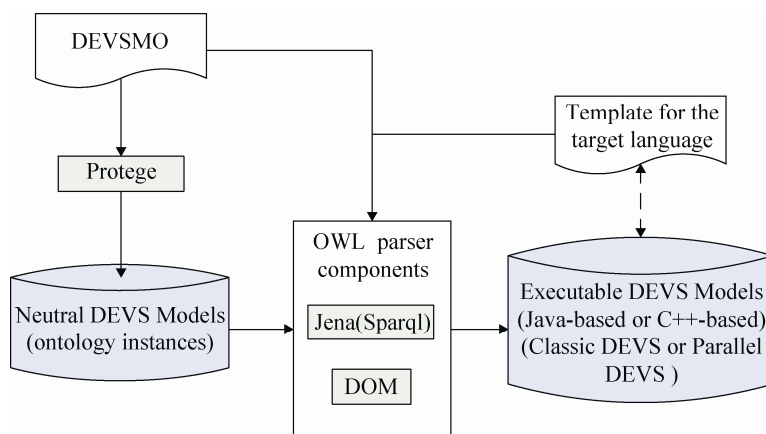 DEVSMO
Template for the
target language
Protege
OWL parser
components
Neutral DEVS Models
(ontology instances)
Jena(Sparql)
DOM
Executable DEVS Models
(Java-based or C++-based)
(Classic DEVS or Parallel
DEVS )